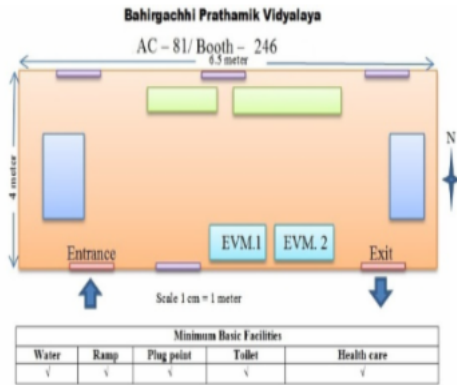 Bahirgachhi Prathamik Vidyalaya
AC – 81/ Booth – 246
6.5 meter
4 meter
N
EVM.1 EVM. 2
Entrance Exit
Scale 1 cm = 1 meter
Minimum Basic Facilities
Water Ramp Plug point Toilet Health care
√ √ √ √ √